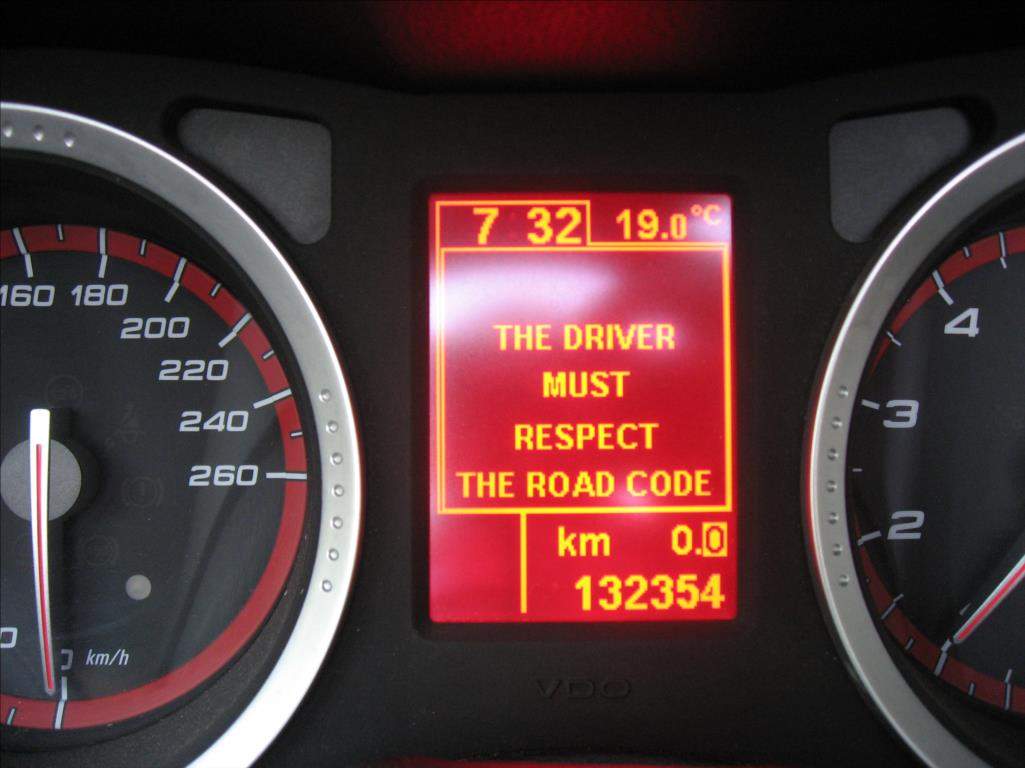 7 32 19.0°C
THE DRIVER
MUST
RESPECT
THE ROAD CODE
km 0.0
132354
160 180
200
220
240
260
0 km/h
4
3
2
VDO